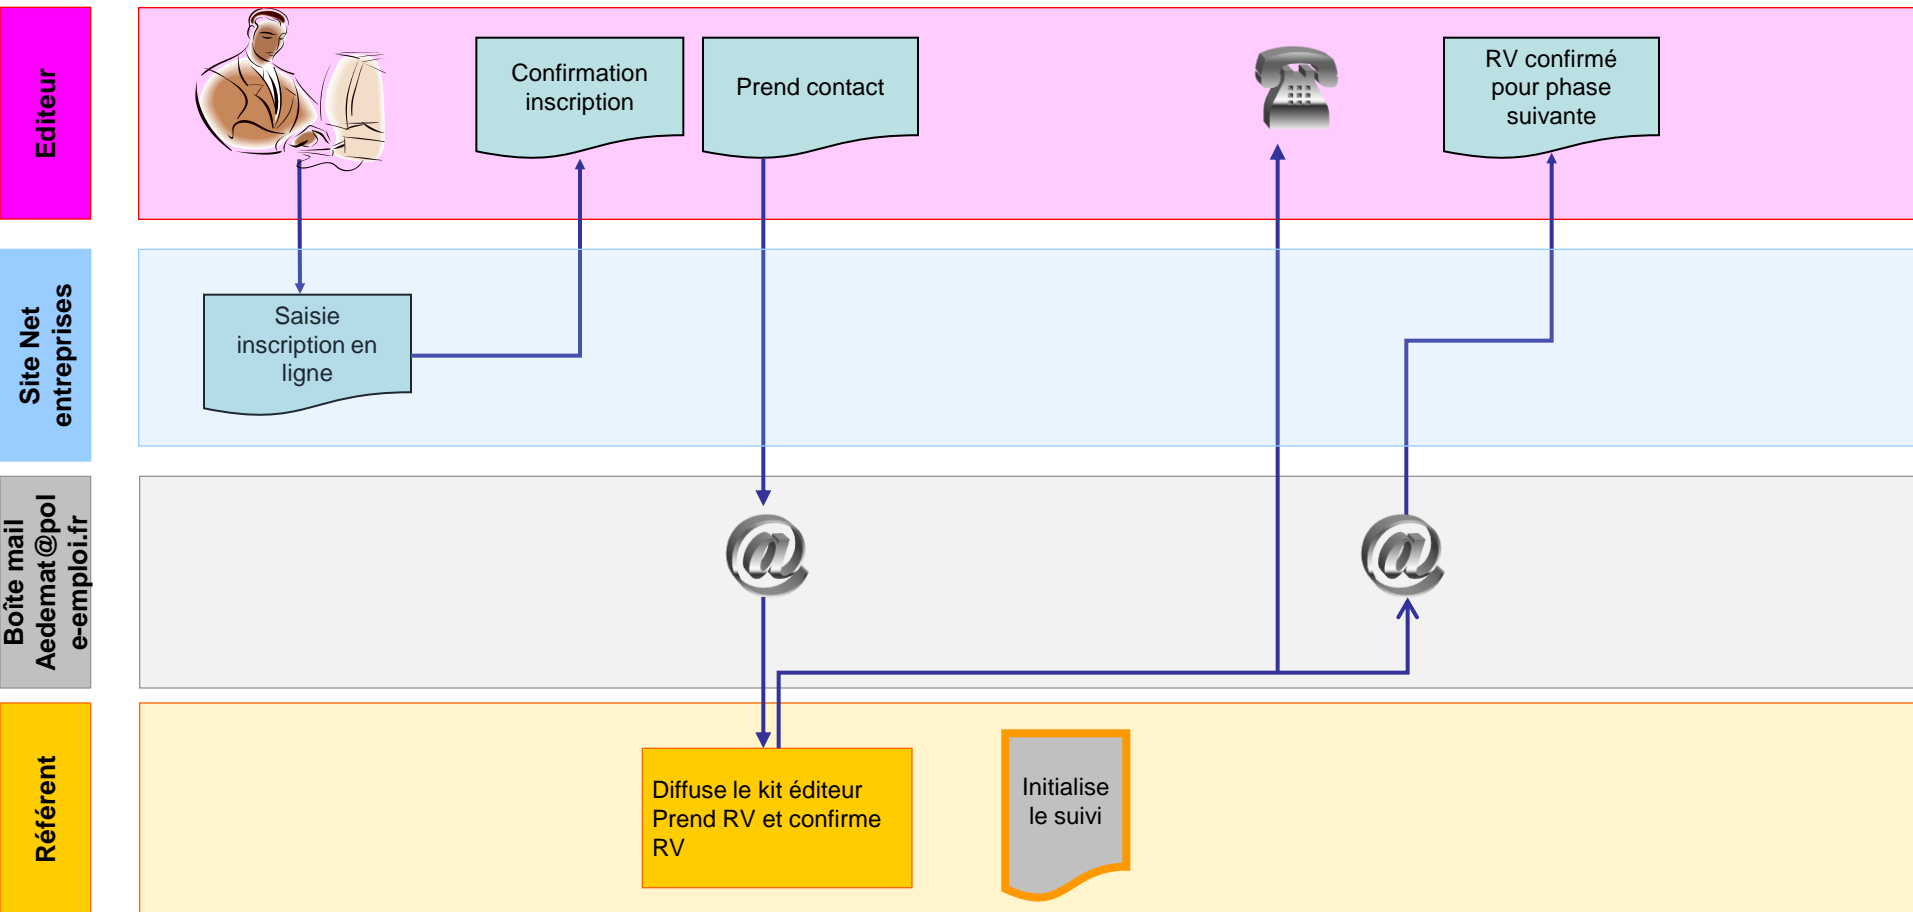 Editeur
Confirmation
inscription
Prend contact
RV confirmé
pour phase
suivante
Site Net
entreprises
Saisie
inscription en
ligne
Boîte mail
Aedemat@pol
e-emploi.fr
@
@
Référent
Diffuse le kit éditeur
Prend RV et confirme
RV
Initialise
le suivi